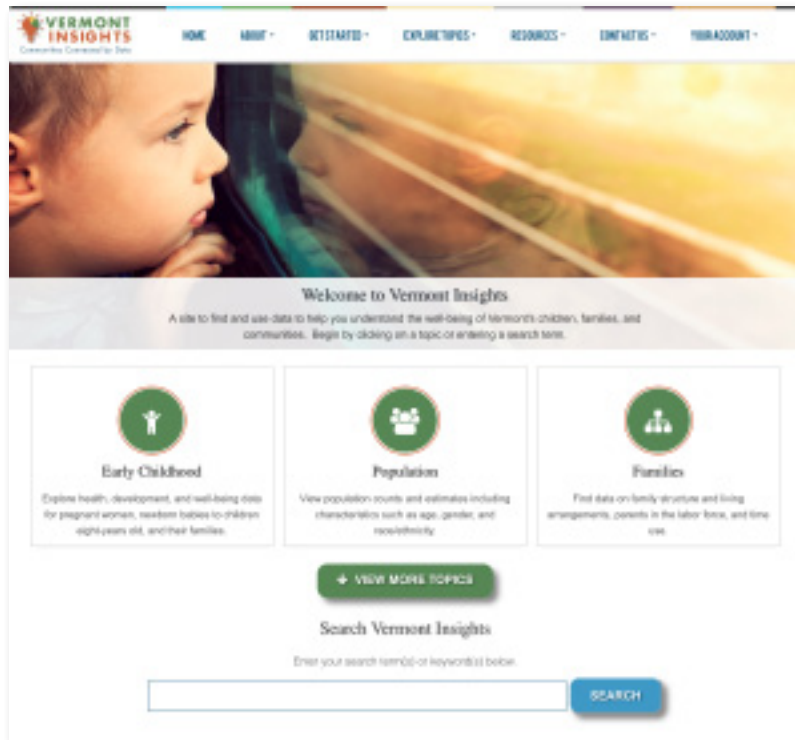 VERMONT
INSIGHTS
Communities Connected by Data
HOME
ABOUT
GET STARTED
EXPLORE TOPICS
RESOURCES
CONTACT US
YOUR ACCOUNT
Welcome to Vermont Insights
A site to find and use data to help you understand the well-being of Vermont's children, families, and
communities. Begin by clicking on a topic or entering a search term.
Early Childhood
Explore health, development, and well-being data
for pregnant women, newborn babies to children
eight-years old, and their families.
Population
View population counts and estimates including
characteristics such as age, gender, and
race/ethnicity.
Families
Find data on family structure and living
arrangements, parents in the labor force, and time
use.
VIEW MORE TOPICS
Search Vermont Insights
Enter your search term(s) or keyword(s) below.
SEARCH